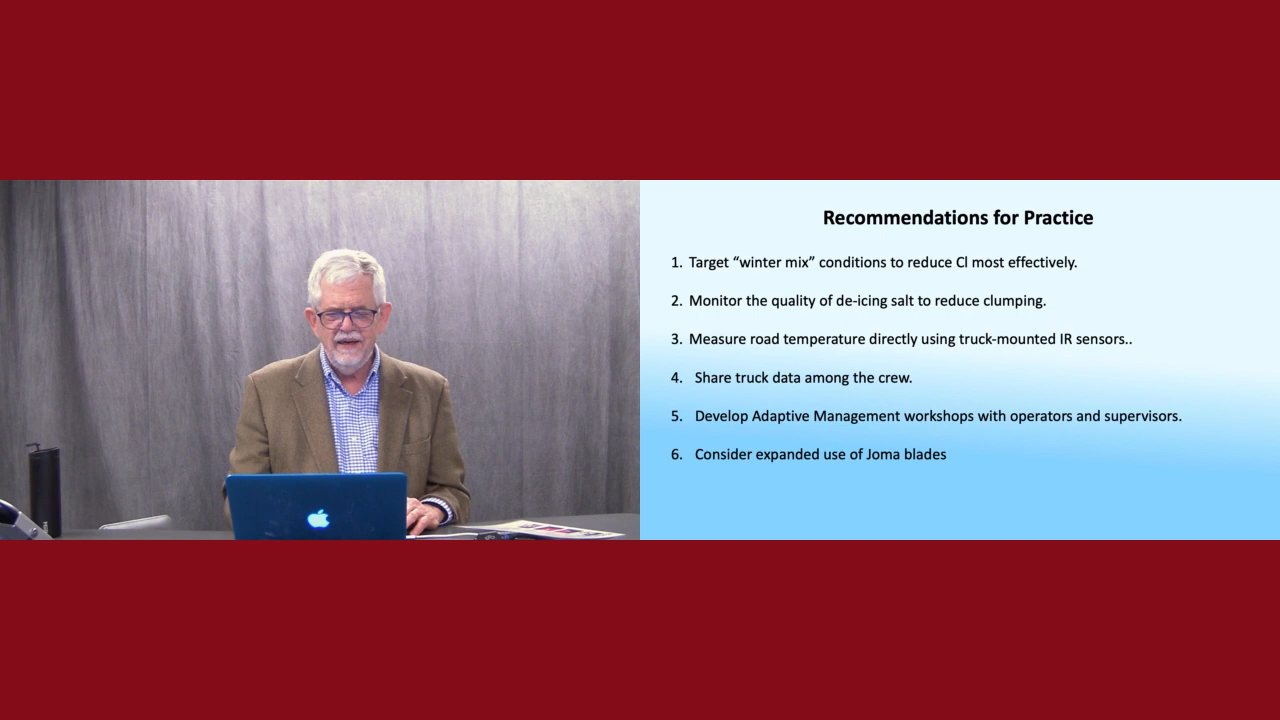 Recommendations for Practice
1. Target “winter mix” conditions to reduce Cl most effectively.
2. Monitor the quality of de-icing salt to reduce clumping.
3. Measure road temperature directly using truck-mounted IR sensors..
4. Share truck data among the crew.
5. Develop Adaptive Management workshops with operators and supervisors.
6. Consider expanded use of Joma blades